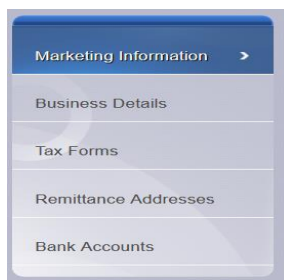 Marketing Information >
Business Details
Tax Forms
Remittance Addresses
Bank Accounts